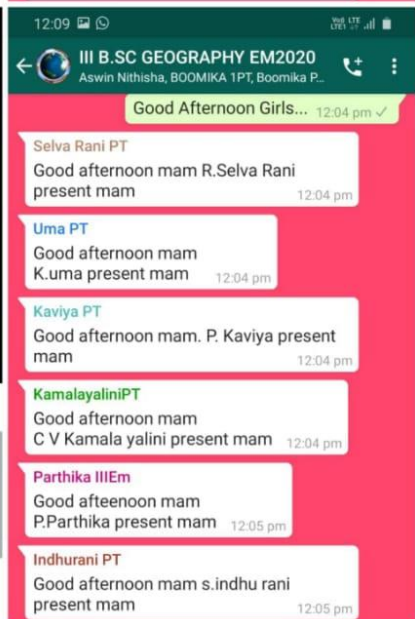 12:09
VoD LTE
LTE1
III B.SC GEOGRAPHY EM2020
Aswin Nithisha, BOOMIKA 1PT, Boomika P...
Good Afternoon Girls... 12:04 pm ✓
Selva Rani PT
Good afternoon mam R.Selva Rani
present mam 12:04 pm
Uma PT
Good afternoon mam
K.uma present mam 12:04 pm
Kaviya PT
Good afternoon mam. P. Kaviya present
mam 12:04 pm
KamalayaliniPT
Good afternoon mam
C V Kamala yalini present mam 12:04 pm
Parthika IIIEm
Good afteenoon mam
P.Parthika present mam 12:05 pm
Indhurani PT
Good afternoon mam s.indhu rani
present mam 12:05 pm